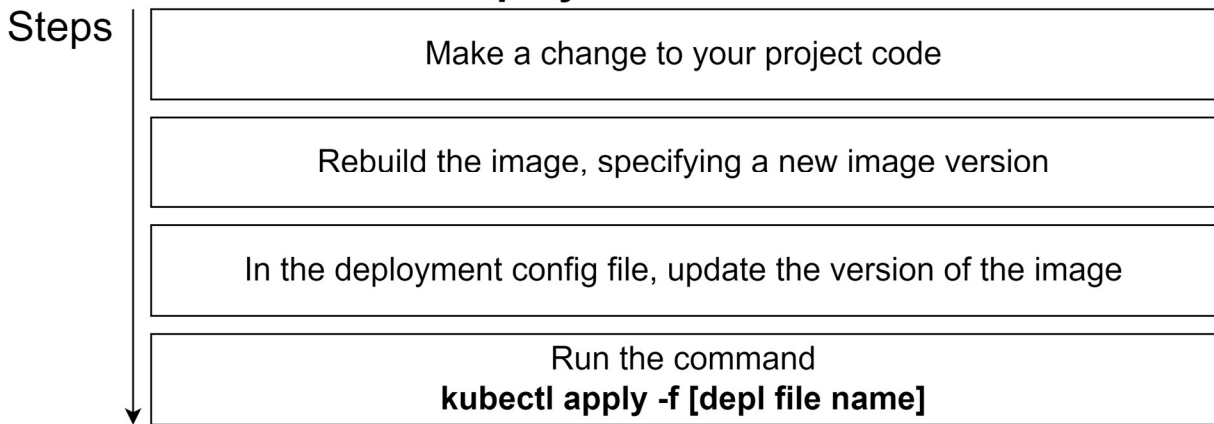 Steps
Make a change to your project code
Rebuild the image, specifying a new image version
In the deployment config file, update the version of the image
Run the command
kubectl apply -f [depl file name]